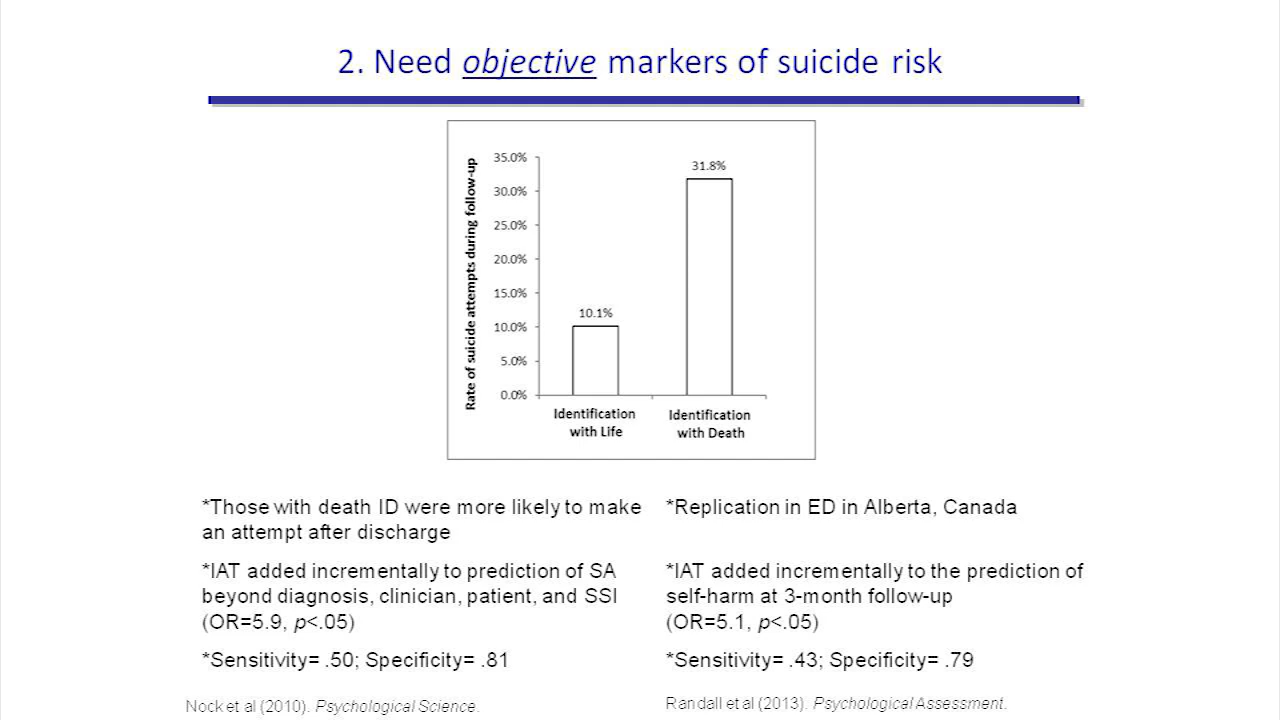 2. Need objective markers of suicide risk
Rate of suicide attempts during follow-up
35.0%
30.0%
25.0%
20.0%
15.0%
10.0%
5.0%
0.0%
10.1%
31.8%
Identification
with Life
Identification
with Death
*Those with death ID were more likely to make
an attempt after discharge
*IAT added incrementally to prediction of SA
beyond diagnosis, clinician, patient, and SSI
(OR=5.9, p<.05)
*Sensitivity= .50; Specificity= .81
Nock et al (2010). Psychological Science.
*Replication in ED in Alberta, Canada
*IAT added incrementally to the prediction of
self-harm at 3-month follow-up
(OR=5.1, p<.05)
*Sensitivity= .43; Specificity= .79
Randall et al (2013). Psychological Assessment.